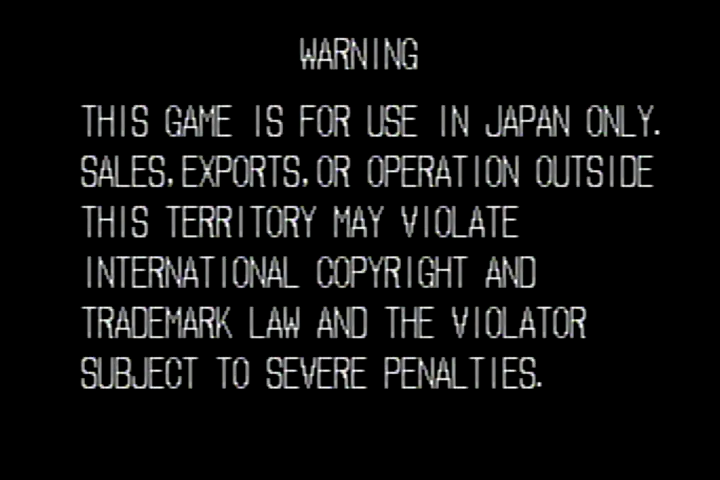 WARNING
THIS GAME IS FOR USE IN JAPAN ONLY.
SALES,EXPORTS,OR OPERATION OUTSIDE
THIS TERRITORY MAY VIOLATE
INTERNATIONAL COPYRIGHT AND
TRADEMARK LAW AND THE VIOLATOR
SUBJECT TO SEVERE PENALTIES.